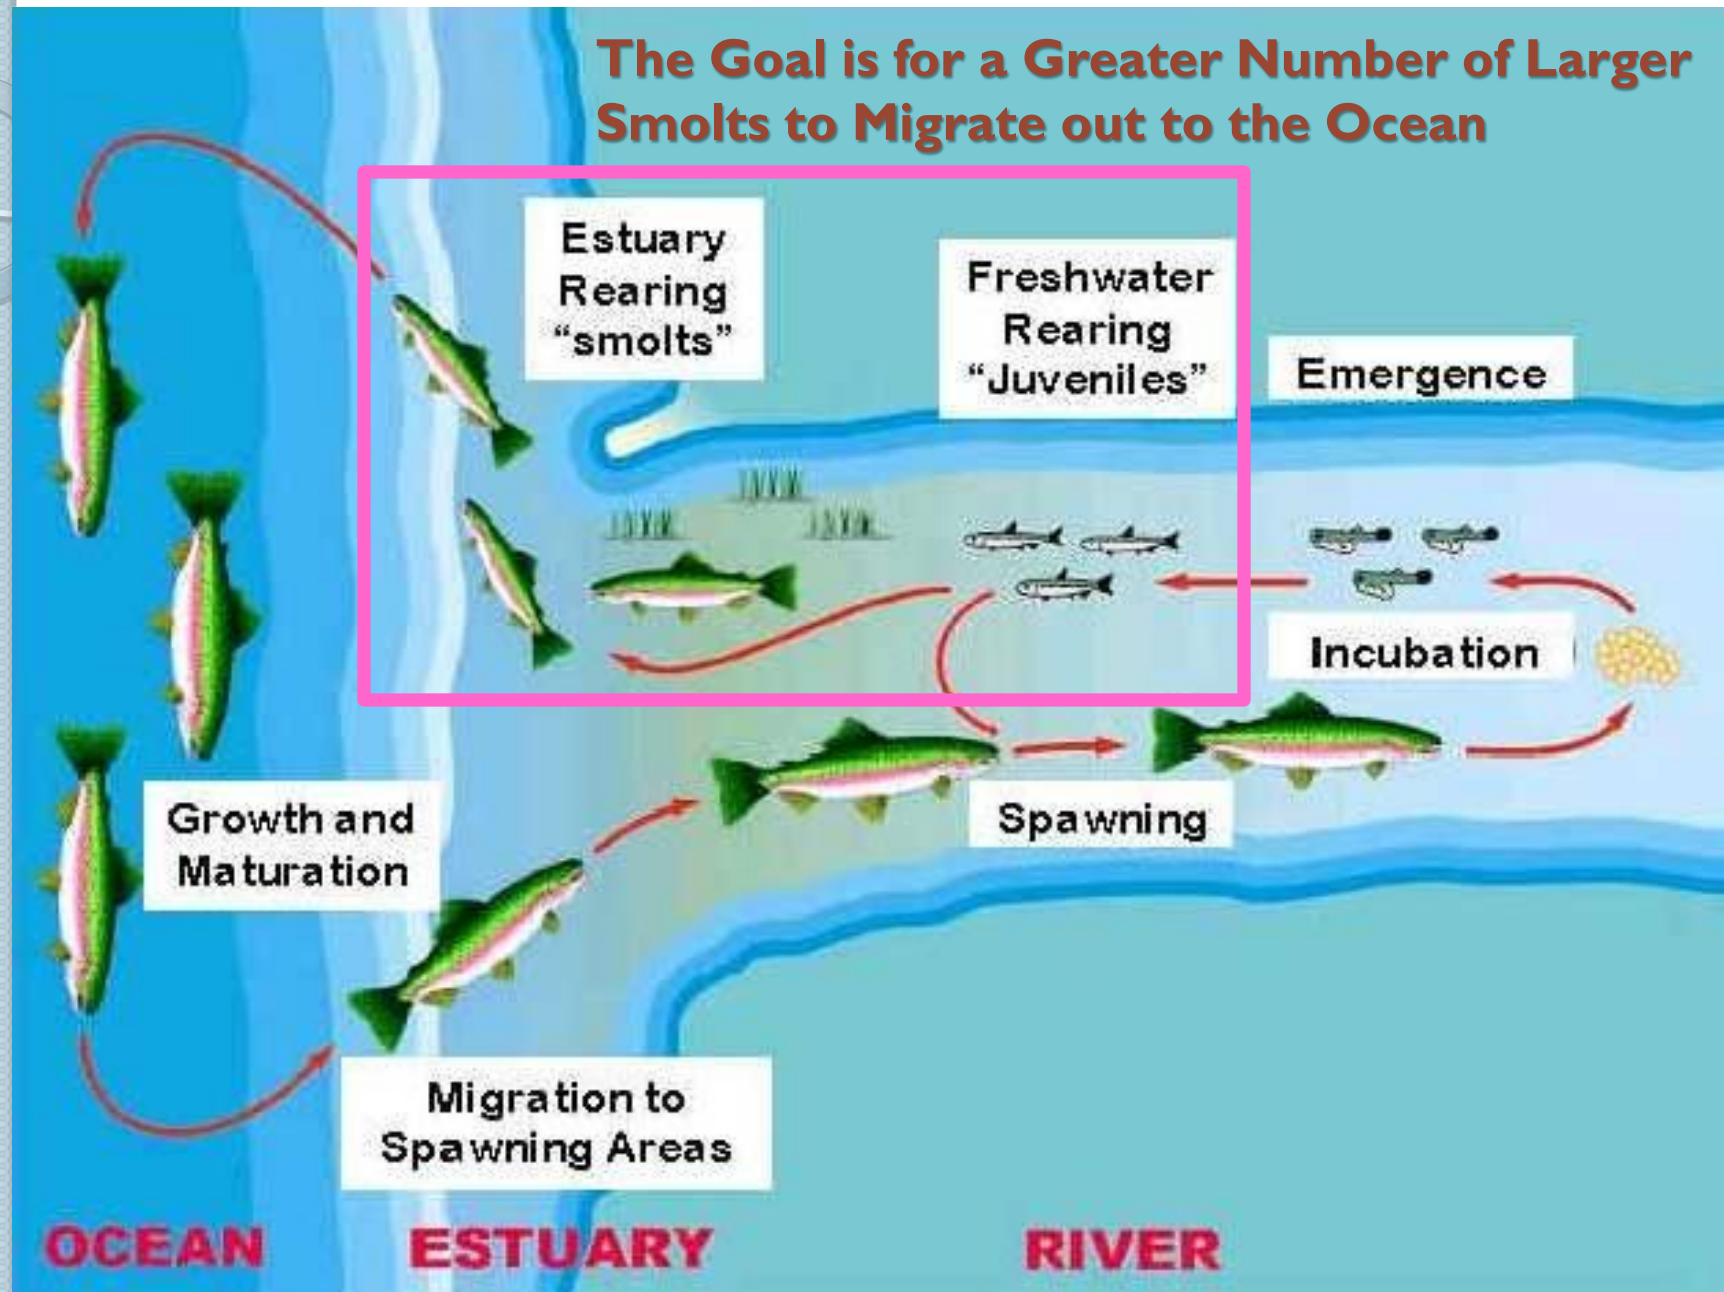 The Goal is for a Greater Number of Larger
Smolts to Migrate out to the Ocean
Estuary
Rearing
“smolts”
Freshwater
Rearing
“Juveniles”
Emergence
Incubation
Growth and
Maturation
Spawning
Migration to
Spawning Areas
OCEAN
ESTUARY
RIVER